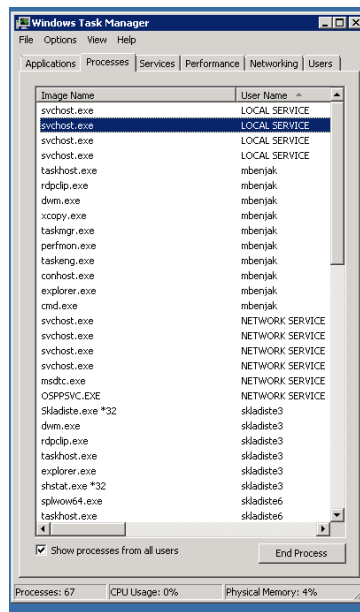 Windows Task Manager
File Options View Help
Applications Processes Services Performance Networking Users
Image Name User Name
svchost.exe LOCAL SERVICE
svchost.exe LOCAL SERVICE
svchost.exe LOCAL SERVICE
svchost.exe LOCAL SERVICE
taskhost.exe mbenjak
rdpclip.exe mbenjak
dwm.exe mbenjak
xcopy.exe mbenjak
taskmgr.exe mbenjak
perfmon.exe mbenjak
taskeng.exe mbenjak
conhost.exe mbenjak
explorer.exe mbenjak
cmd.exe mbenjak
svchost.exe NETWORK SERVICE
svchost.exe NETWORK SERVICE
svchost.exe NETWORK SERVICE
svchost.exe NETWORK SERVICE
msdtc.exe NETWORK SERVICE
OSPPSVC.EXE NETWORK SERVICE
Skladiste.exe *32 skladiste3
dwm.exe skladiste3
rdpclip.exe skladiste3
taskhost.exe skladiste3
explorer.exe skladiste3
shstat.exe *32 skladiste3
splwow64.exe skladiste6
taskhost.exe skladiste6
Show processes from all users End Process
Processes: 67 CPU Usage: 0% Physical Memory: 4%